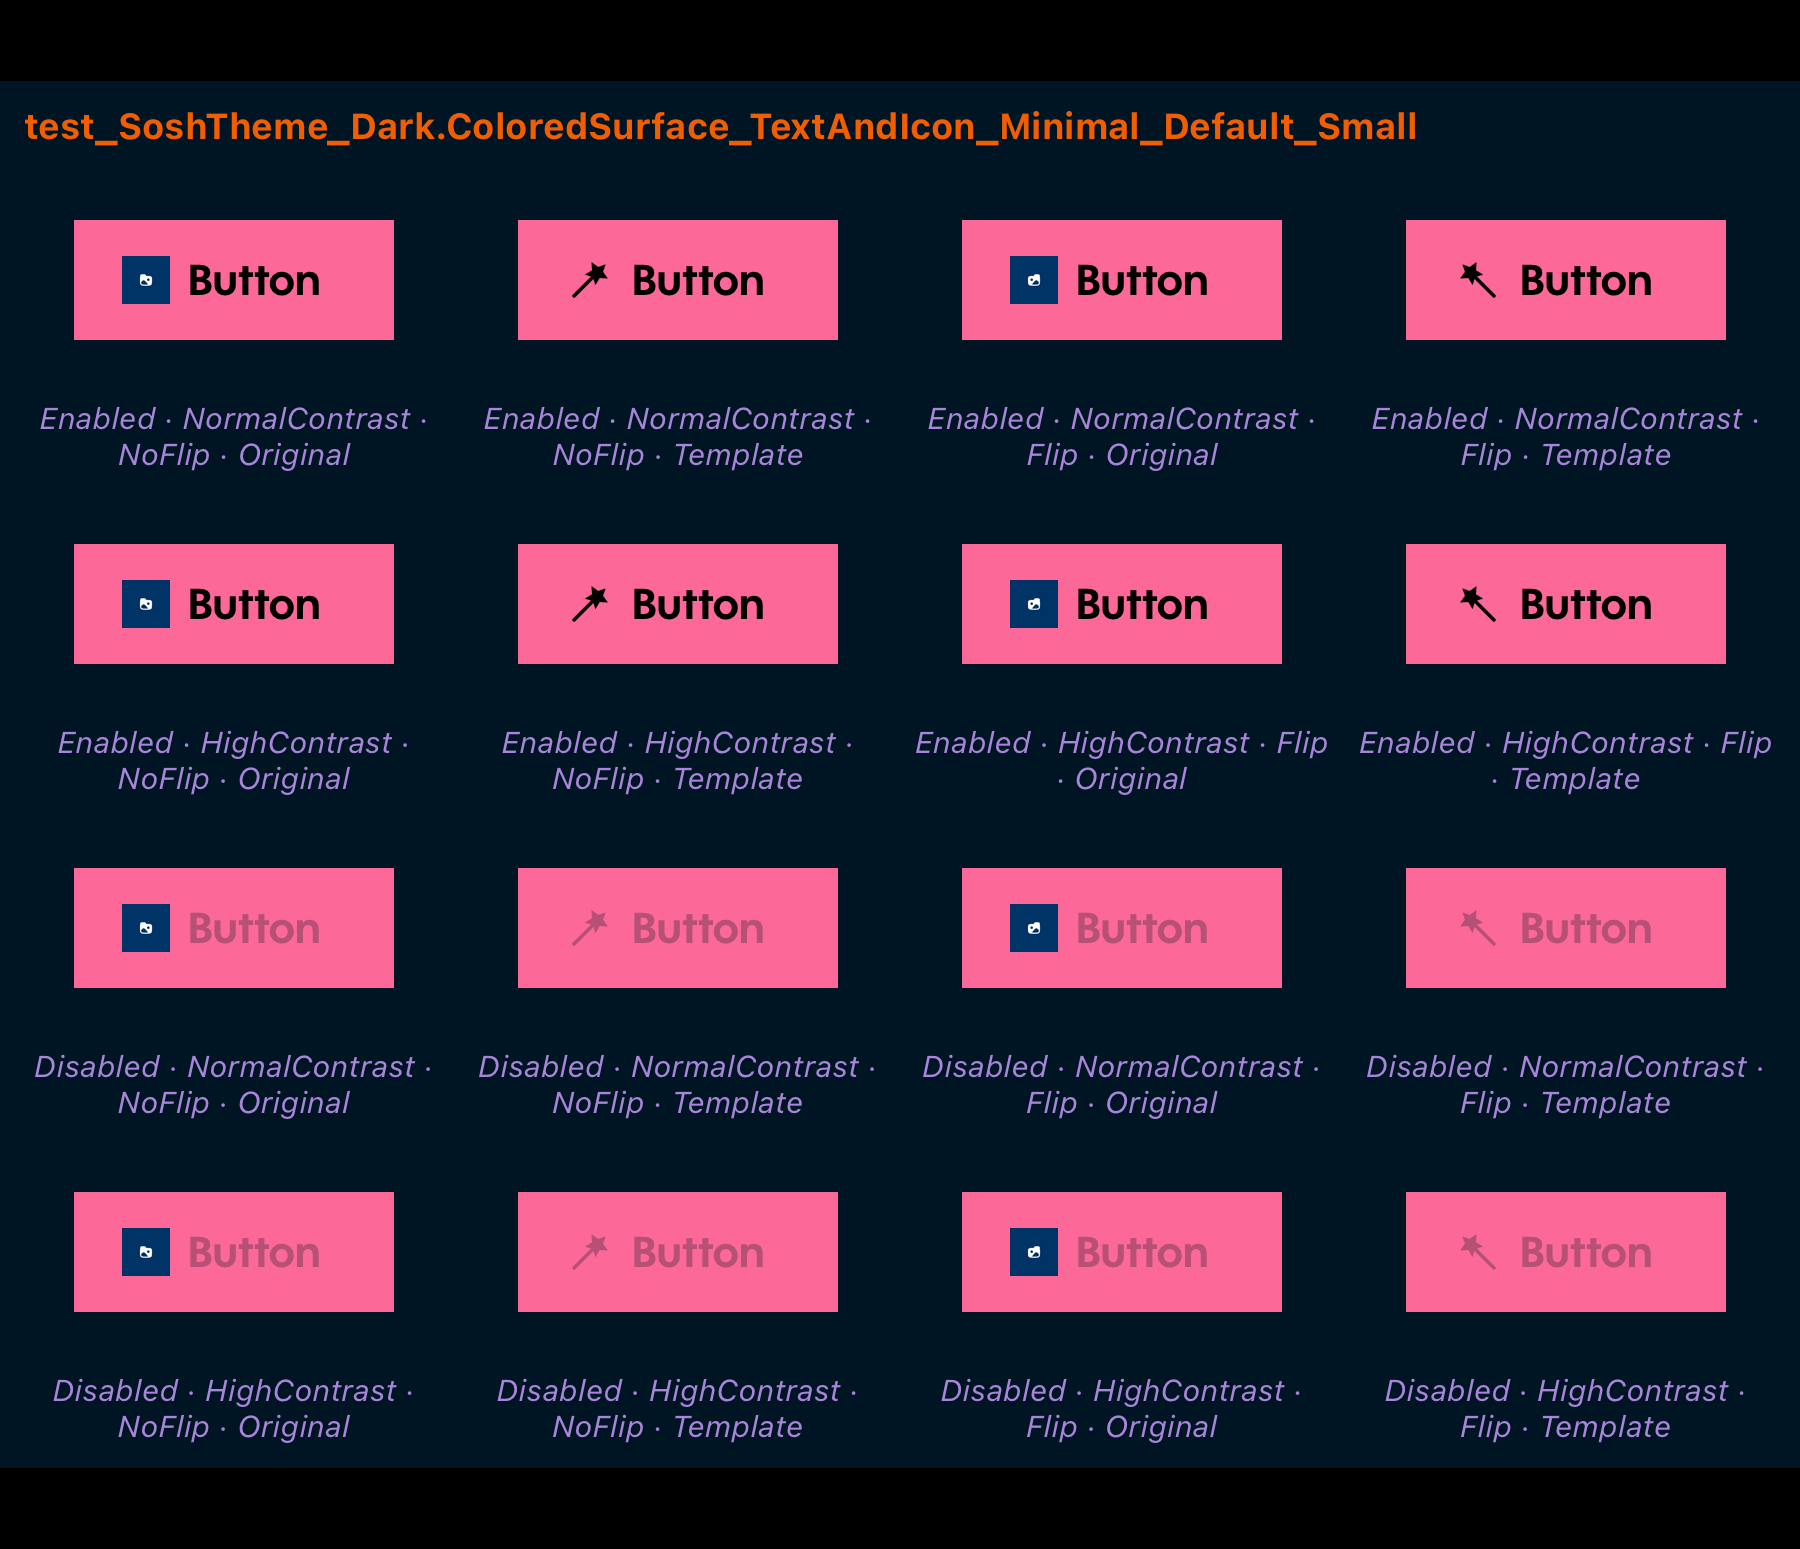 test_SoshTheme_Dark.ColoredSurface_TextAndIcon_Minimal_Default_Small
Button Button Button Button
Enabled · NormalContrast · Enabled · NormalContrast · Enabled · NormalContrast · Enabled · NormalContrast ·
NoFlip · Original NoFlip · Template Flip · Original Flip · Template
Button Button Button Button
Enabled · HighContrast · Enabled · HighContrast · Enabled · HighContrast · Flip Enabled · HighContrast · Flip
NoFlip · Original NoFlip · Template · Original · Template
Button Button Button Button
Disabled · NormalContrast · Disabled · NormalContrast · Disabled · NormalContrast · Disabled · NormalContrast ·
NoFlip · Original NoFlip · Template Flip · Original Flip · Template
Button Button Button Button
Disabled · HighContrast · Disabled · HighContrast · Disabled · HighContrast · Disabled · HighContrast ·
NoFlip · Original NoFlip · Template Flip · Original Flip · Template